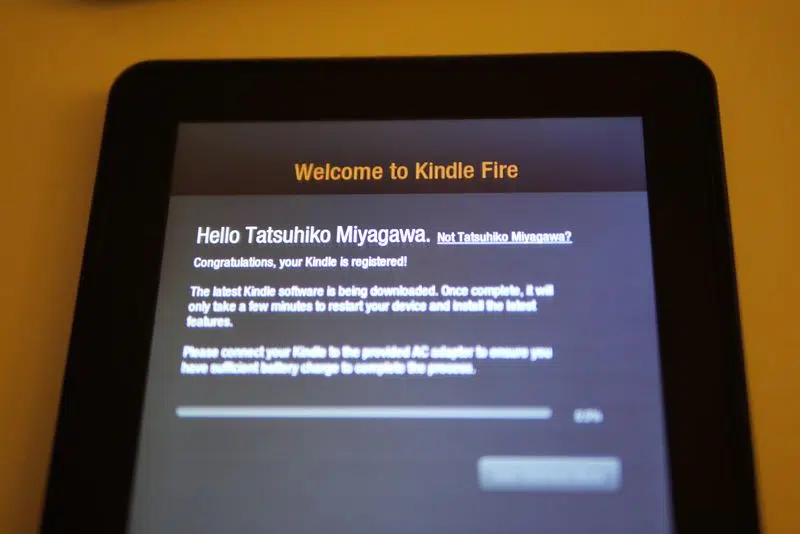 Welcome to Kindle Fire
Hello Tatsuhiko Miyagawa. Not Tatsuhiko Miyagawa?
Congratulations, your Kindle is registered!
The latest Kindle software is being downloaded. Once complete, it will
only take a few minutes to restart your device and install the latest
features.
Please connect your Kindle to the provided AC adapter to ensure you
have sufficient battery charge to complete the process.